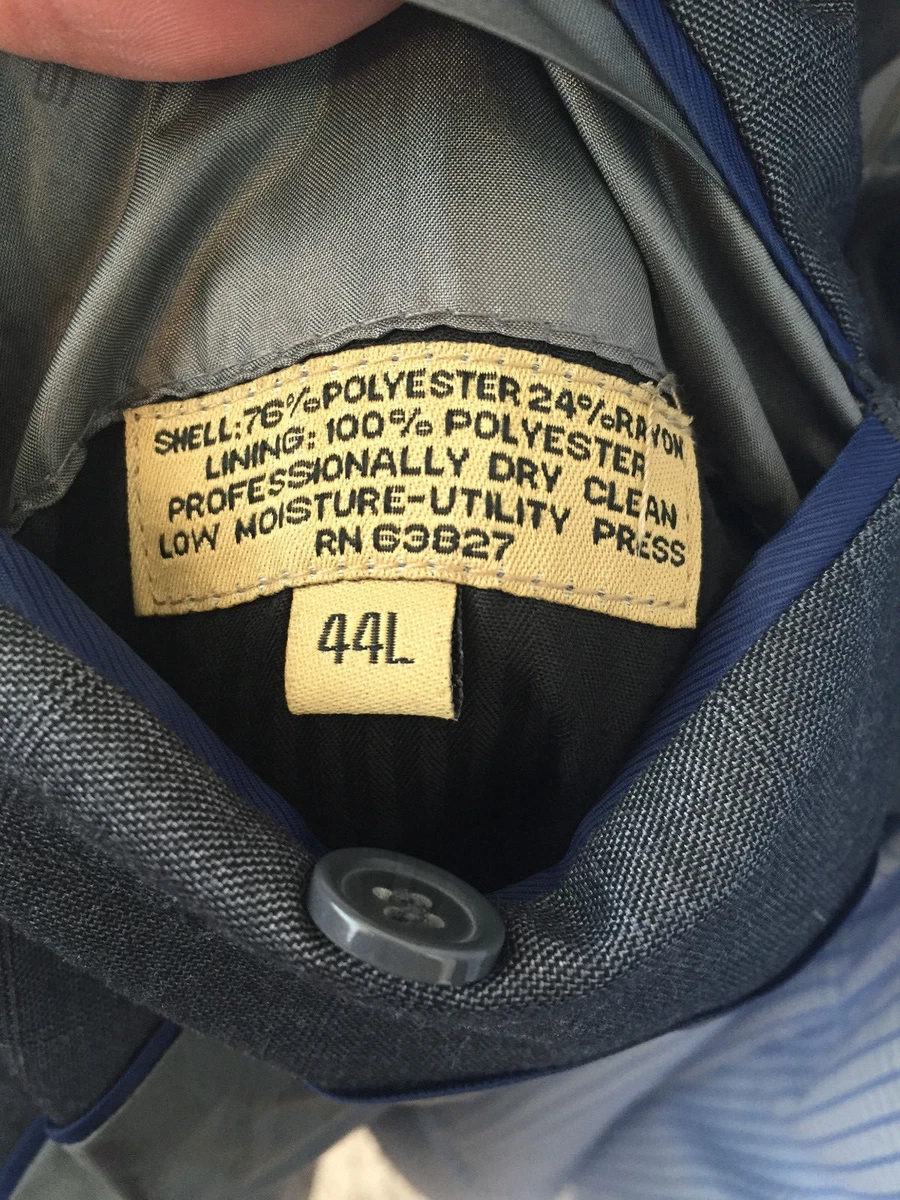 SHELL:76% POLYESTER 24% RAYON
LINING: 100% POLYESTER
PROFESSIONALLY DRY CLEAN
LOW MOISTURE-UTILITY PRESS
RN 63827
44L